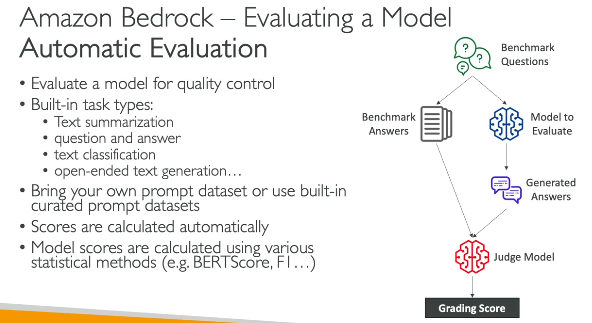 Amazon Bedrock – Evaluating a Model
Automatic Evaluation
• Evaluate a model for quality control
• Built-in task types:
• Text summarization
• question and answer
• text classification
• open-ended text generation…
• Bring your own prompt dataset or use built-in
curated prompt datasets
• Scores are calculated automatically
• Model scores are calculated using various
statistical methods (e.g. BERTScore, F1…)
Benchmark
Questions
Benchmark
Answers
Model to
Evaluate
Generated
Answers
Judge Model
Grading Score